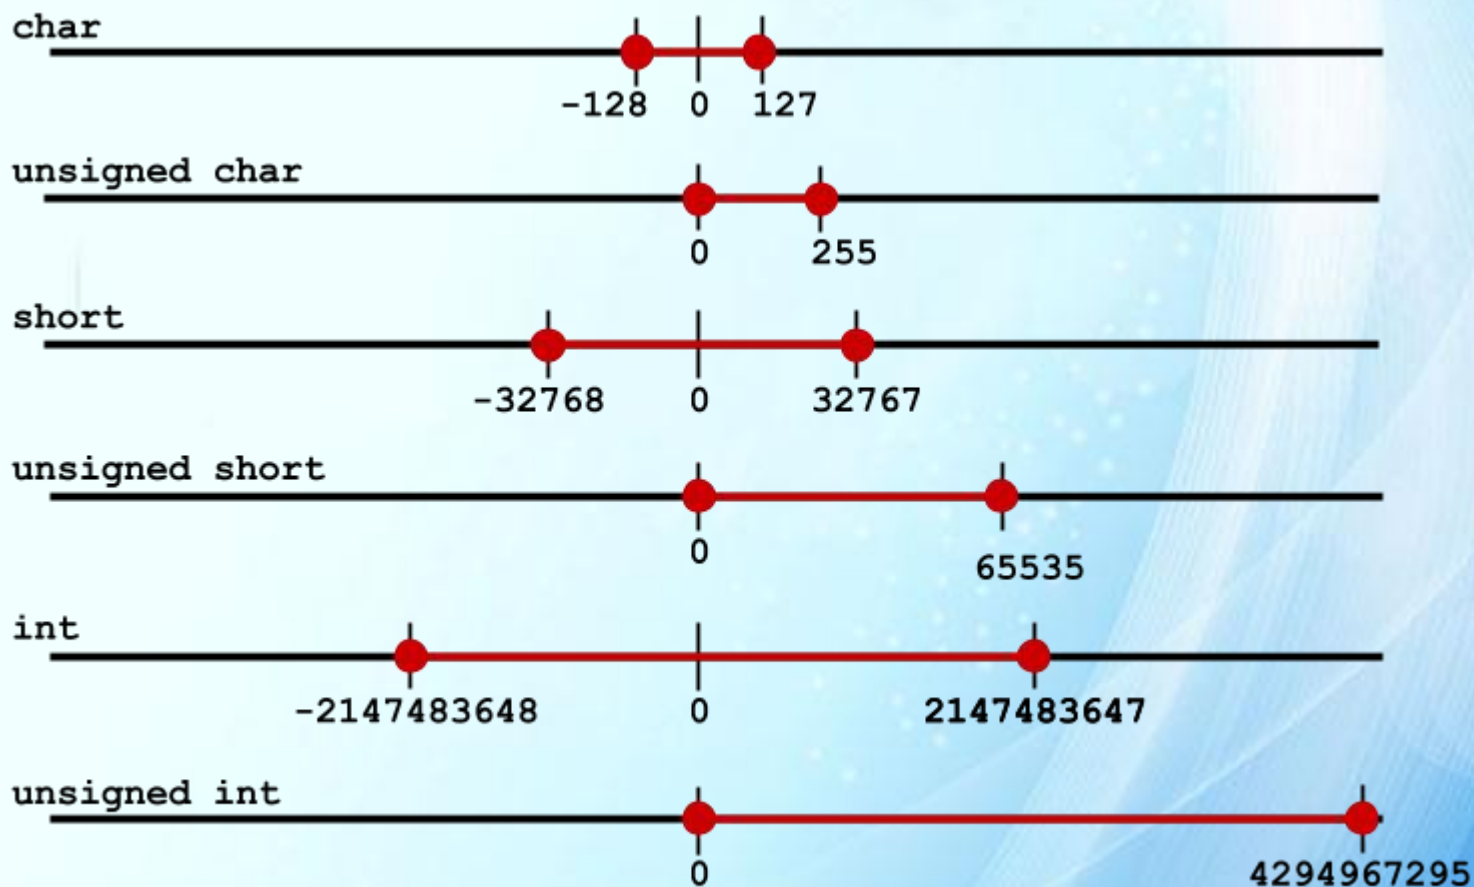 char
-128 0 127
unsigned char
0 255
short
-32768 0 32767
unsigned short
0 65535
int
-2147483648 0 2147483647
unsigned int
0 4294967295